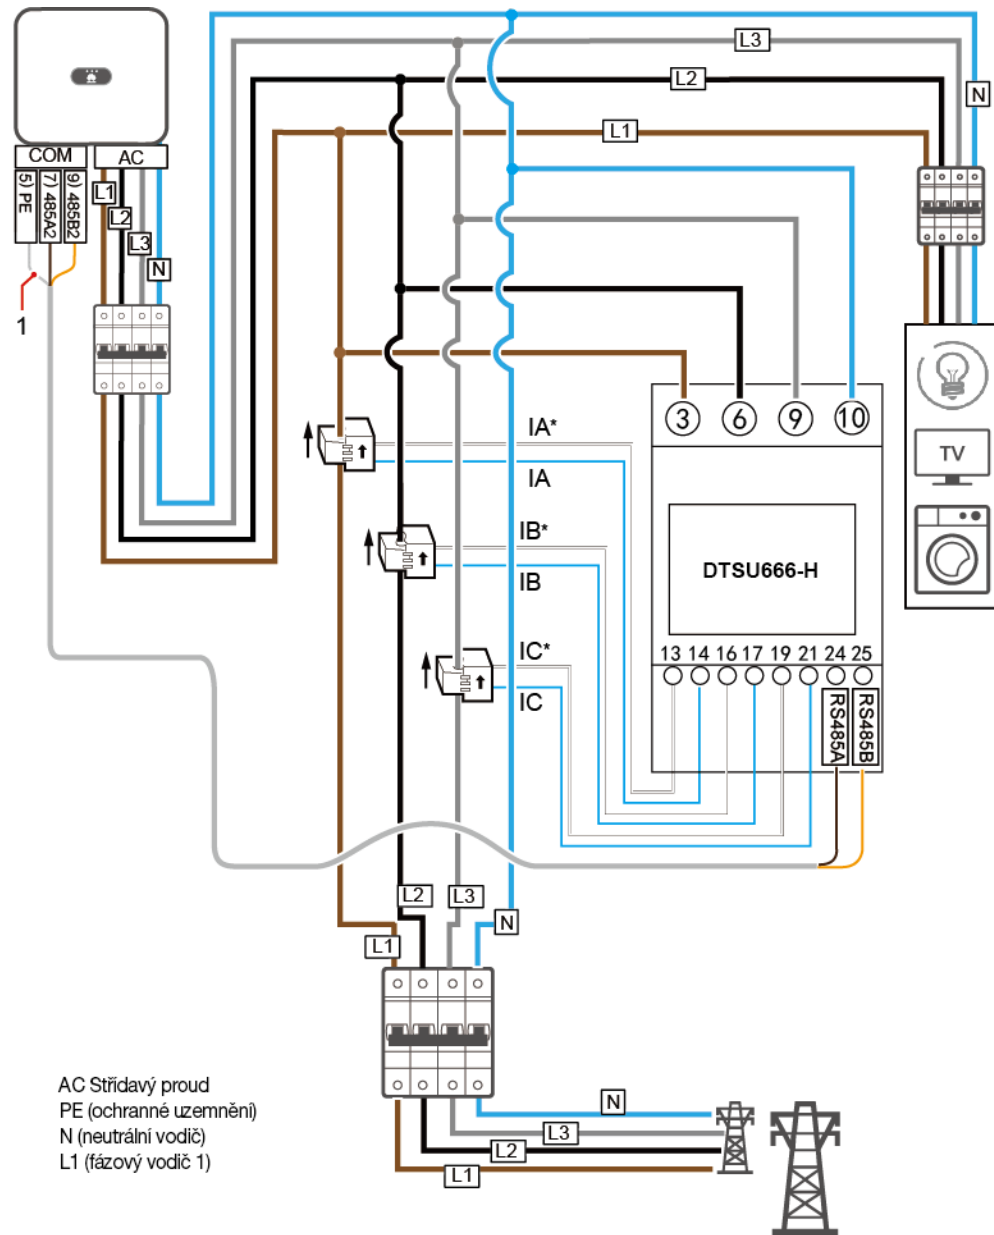 L3
L2
N
L1
COM
AC
5) PE
7) 485A2
9) 485B2
L1
L2
L3
N
1
3
6
9
10
IA*
IA
TV
IB*
IB
DTSU666-H
IC*
IC
13 14 16 17 19 21 24 25
RS485A
RS485B
L2
L3
N
L1
AC Střídavý proud
PE (ochranné uzemnění)
N (neutrální vodič)
L1 (fázový vodič 1)
N
L3
L2
L1